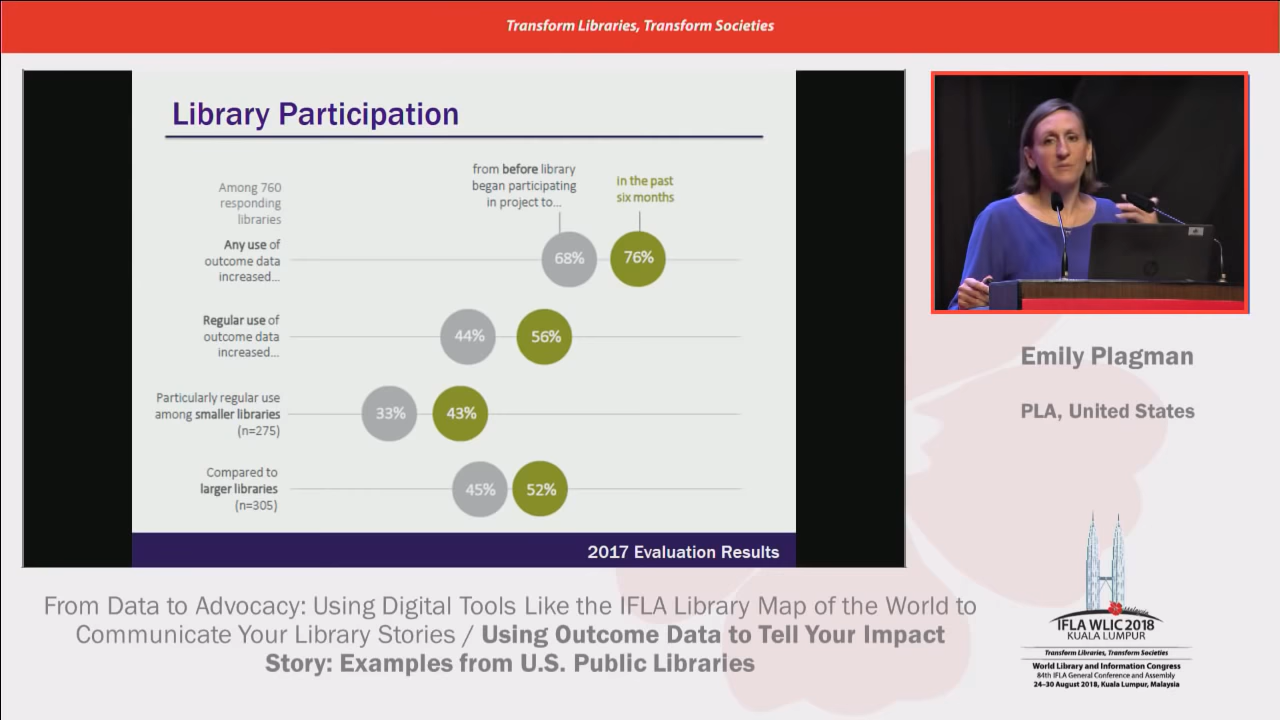 Transform Libraries, Transform Societies
Library Participation
Among 760
responding
libraries
from before library
began participating
in project to...
in the past
six months
Any use of
outcome data
increased...
68%
76%
Regular use of
outcome data
increased...
44%
56%
Particularly regular use
among smaller libraries
(n=275)
33%
43%
Compared to
larger libraries
(n=305)
45%
52%
2017 Evaluation Results
Emily Plagman
PLA, United States
From Data to Advocacy: Using Digital Tools Like the IFLA Library Map of the World to
Communicate Your Library Stories / Using Outcome Data to Tell Your Impact
Story: Examples from U.S. Public Libraries
Malaysia
IFLA WLIC 2018
KUALA LUMPUR
Transform Libraries, Transform Societies
World Library and Information Congress
84th IFLA General Conference and Assembly
24–30 August 2018, Kuala Lumpur, Malaysia